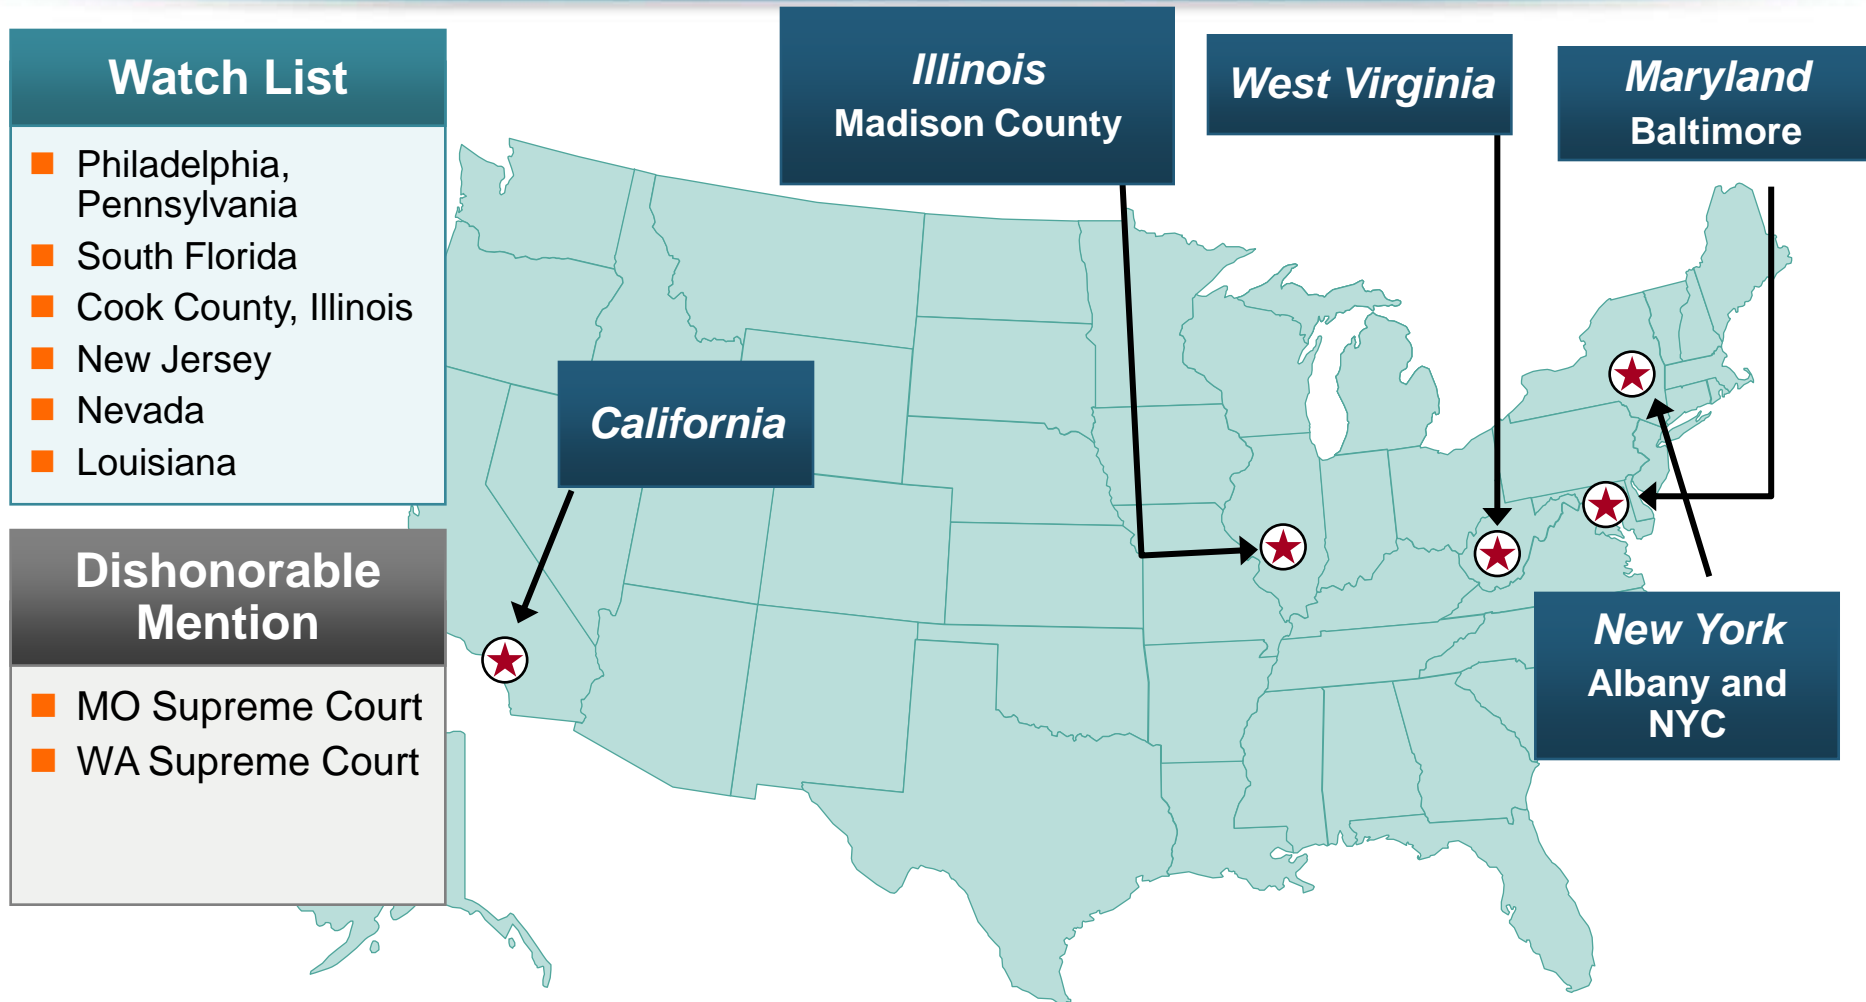 Watch List
Philadelphia,
Pennsylvania
South Florida
Cook County, Illinois
New Jersey
Nevada
Louisiana
Dishonorable
Mention
MO Supreme Court
WA Supreme Court
Illinois
Madison County
West Virginia
Maryland
Baltimore
California
New York
Albany and
NYC